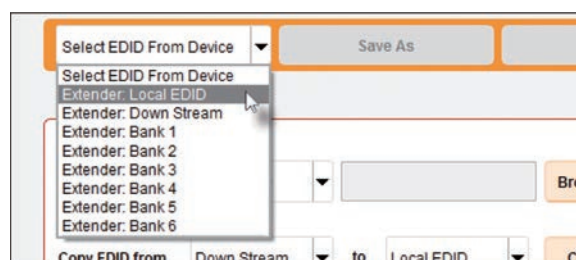 Select EDID From Device Save As
Select EDID From Device
Extender: Local EDID
Extender: Down Stream
Extender: Bank 1
Extender: Bank 2
Extender: Bank 3
Extender: Bank 4
Extender: Bank 5
Extender: Bank 6
Copy EDID from Down Stream to Local EDID